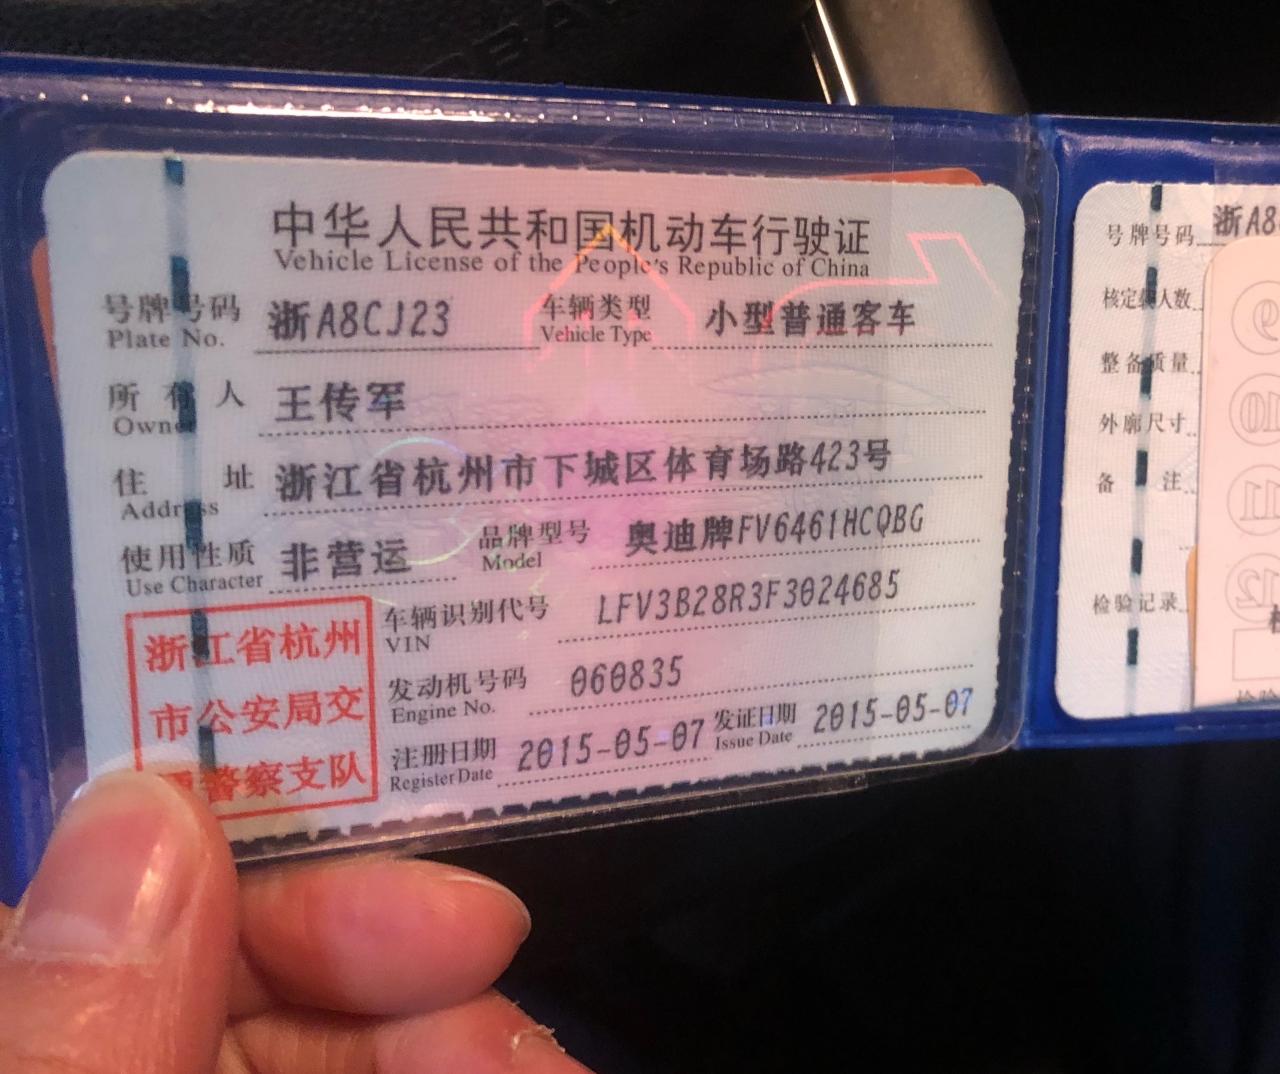 中华人民共和国机动车行驶证
Vehicle License of the People's Republic of China
号牌号码 浙A8CJ23 车辆类型 小型普通客车
Plate No. Vehicle Type
所有人 王传军
Owner
住址 浙江省杭州市下城区体育场路423号
Address
使用性质 非营运 品牌型号 奥迪牌FV6461HCQBG
Use Character Model
车辆识别代号 LFV3B28R3F3024685
VIN
发动机号码 060835
Engine No.
注册日期 2015-05-07 发证日期 2015-05-07
Register Date Issue Date
浙江省杭州
市公安局交
警察支队
号牌号码 浙A8
核定载人数
整备质量
外廓尺寸
备注
检验记录
9
10
11
12